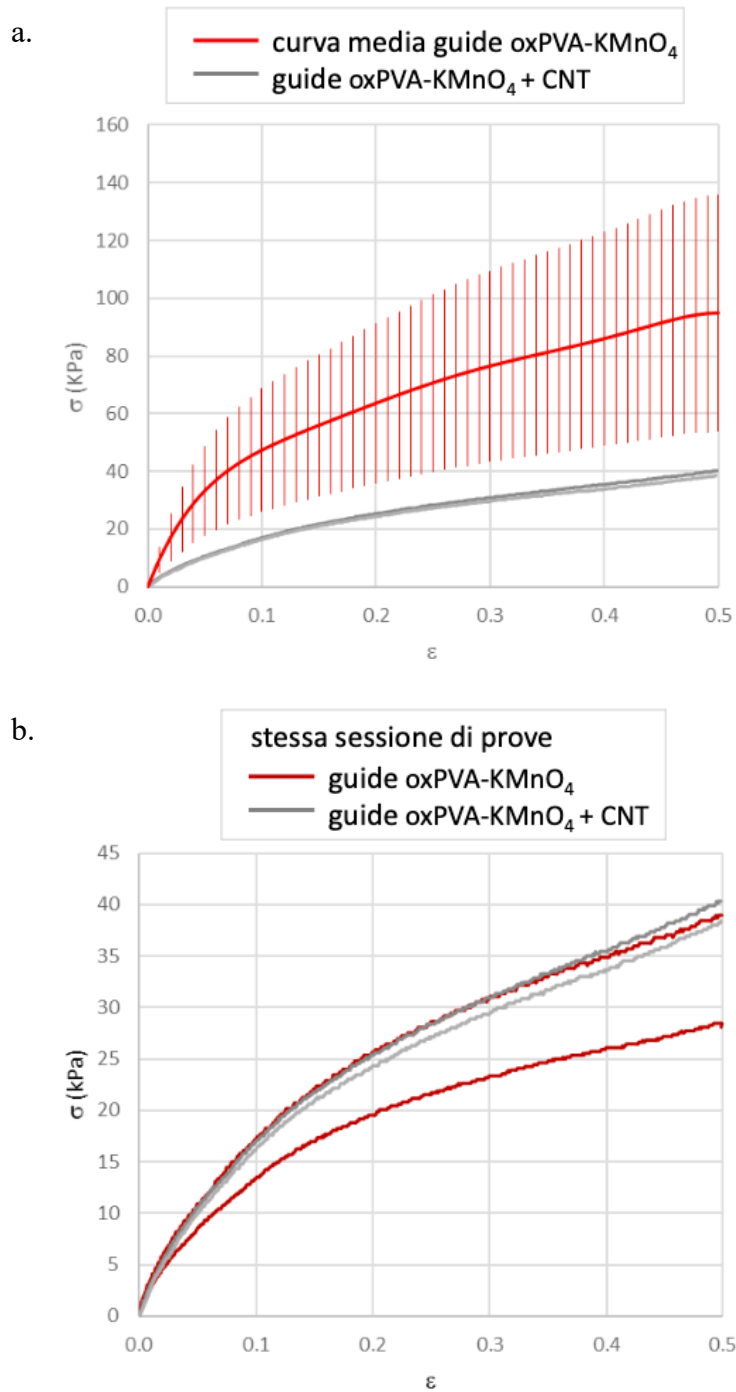 a.
curva media guide oxPVA-KMnO₄
guide oxPVA-KMnO₄ + CNT
160
140
120
100
80
60
40
20
0
σ (KPa)
0.0 0.1 0.2 0.3 0.4 0.5
ε
b.
stessa sessione di prove
guide oxPVA-KMnO₄
guide oxPVA-KMnO₄ + CNT
45
40
35
30
25
20
15
10
5
0
σ (kPa)
0.0 0.1 0.2 0.3 0.4 0.5
ε